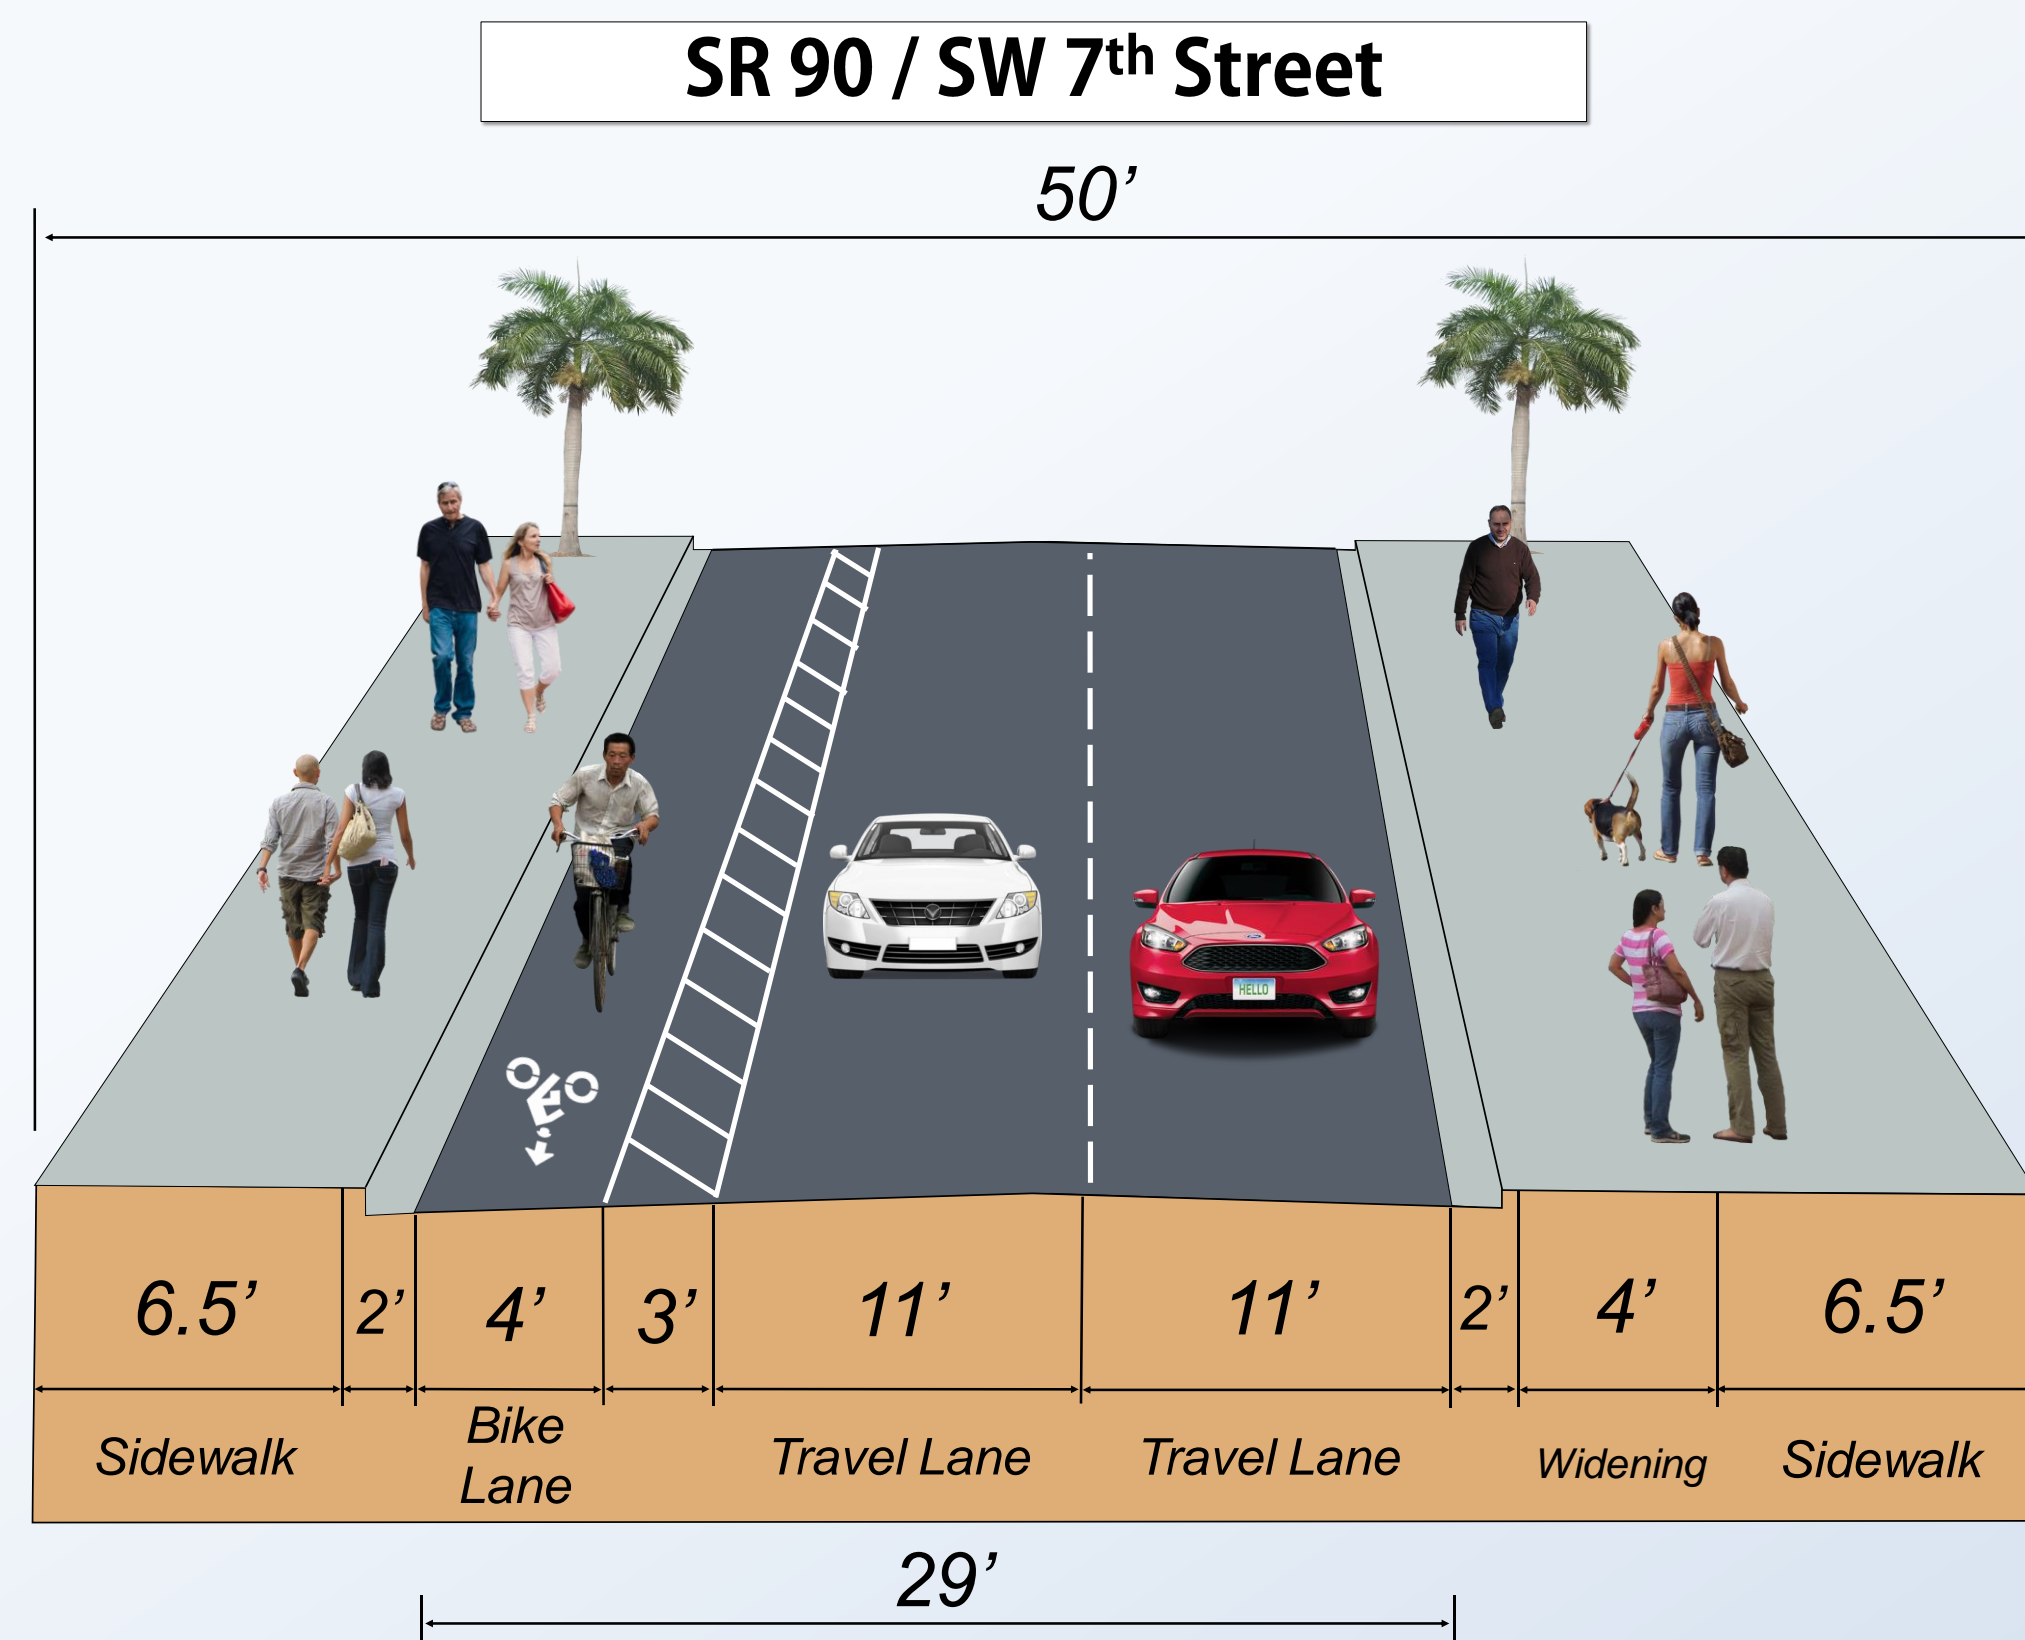 SR 90 / SW 7th Street
50’
HELLO
6.5’ 2’ 4’ 3’ 11’ 11’ 2’ 4’ 6.5’
Sidewalk Bike Lane Travel Lane Travel Lane Widening Sidewalk
29’